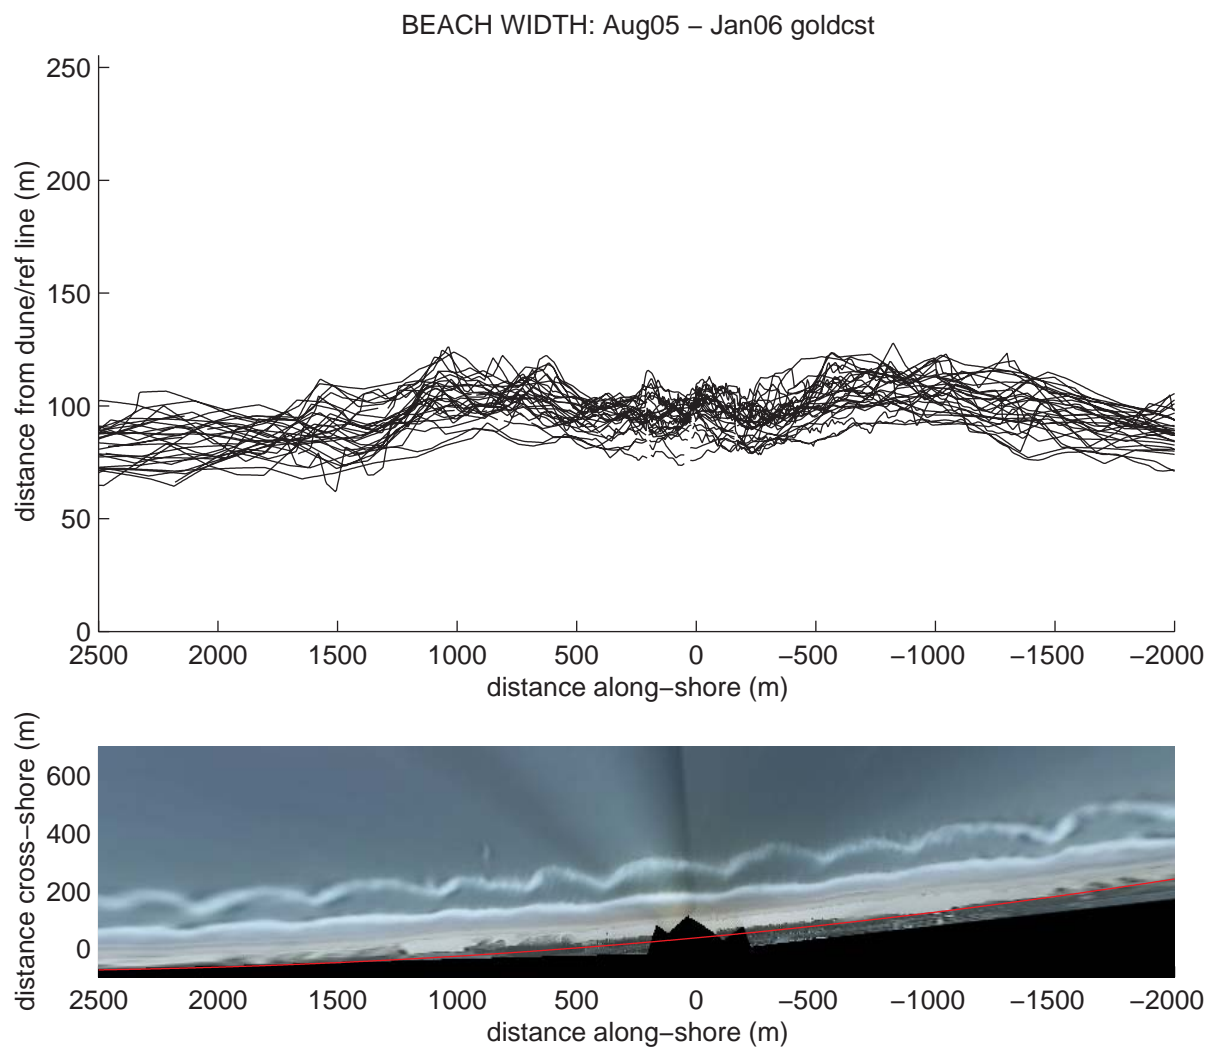 BEACH WIDTH: Aug05 – Jan06 goldcst
distance from dune/ref line (m)
250
200
150
100
50
0
2500 2000 1500 1000 500 0 –500 –1000 –1500 –2000
distance along–shore (m)
distance cross–shore (m)
600
400
200
0
2500 2000 1500 1000 500 0 –500 –1000 –1500 –2000
distance along–shore (m)